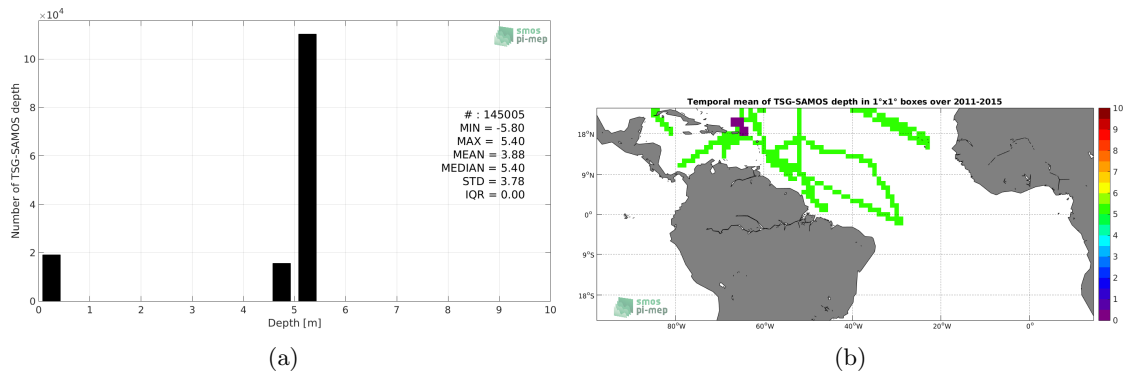 ×10⁴
smos
pi-mep
Number of TSG-SAMOS depth
10
8
6
4
2
0
# : 145005
MIN = -5.80
MAX = 5.40
MEAN = 3.88
MEDIAN = 5.40
STD = 3.78
IQR = 0.00
0 1 2 3 4 5 6 7 8 9 10
Depth [m]
(a)
Temporal mean of TSG-SAMOS depth in 1°x1° boxes over 2011-2015
18°N
9°N
0°
9°S
18°S
80°W 60°W 40°W 20°W 0°
smos
pi-mep
10
9
8
7
6
5
4
3
2
1
0
(b)